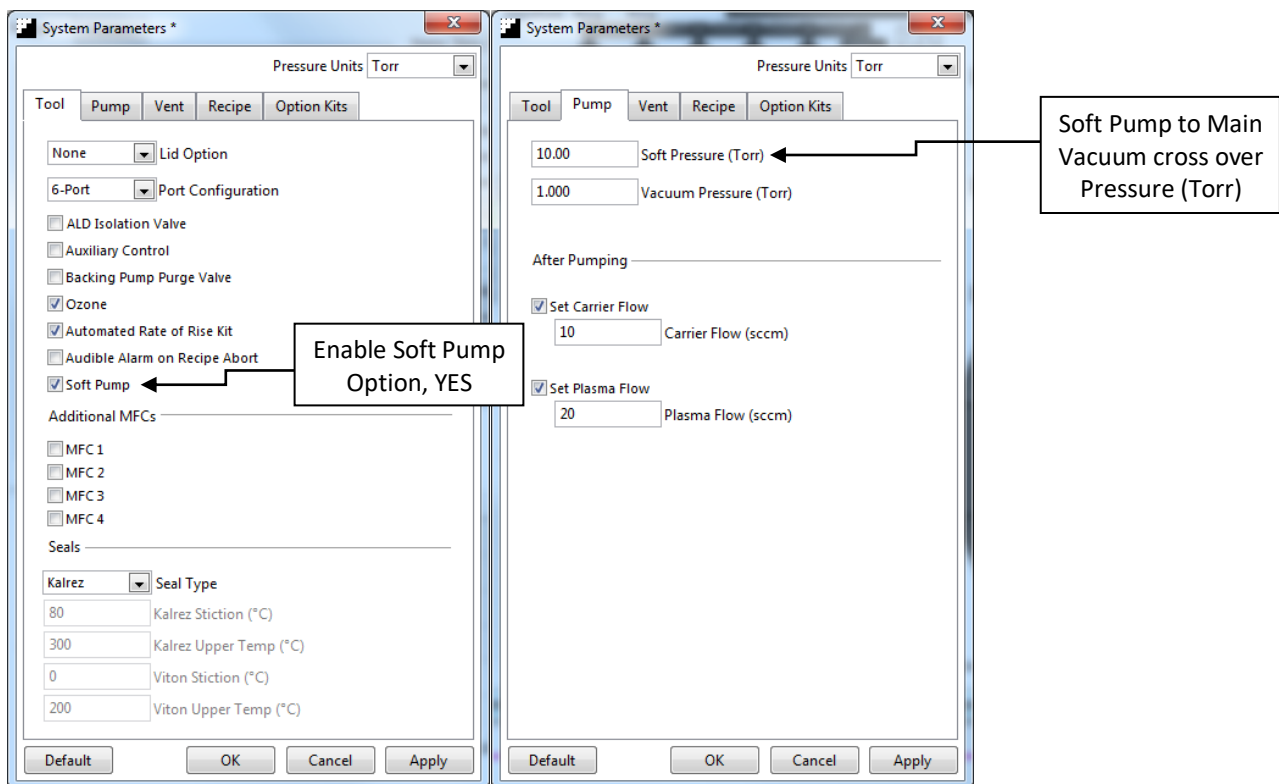 System Parameters *
Pressure Units Torr
Tool Pump Vent Recipe Option Kits
None Lid Option
6-Port Port Configuration
ALD Isolation Valve
Auxiliary Control
Backing Pump Purge Valve
Ozone
Automated Rate of Rise Kit
Audible Alarm on Recipe Abort
Soft Pump
Additional MFCs
MFC 1
MFC 2
MFC 3
MFC 4
Seals
Kalrez Seal Type
80 Kalrez Stiction (°C)
300 Kalrez Upper Temp (°C)
0 Viton Stiction (°C)
200 Viton Upper Temp (°C)
Default OK Cancel Apply
Enable Soft Pump
Option, YES
System Parameters *
Pressure Units Torr
Tool Pump Vent Recipe Option Kits
10.00 Soft Pressure (Torr)
1.000 Vacuum Pressure (Torr)
After Pumping
Set Carrier Flow
10 Carrier Flow (sccm)
Set Plasma Flow
20 Plasma Flow (sccm)
Default OK Cancel Apply
Soft Pump to Main
Vacuum cross over
Pressure (Torr)